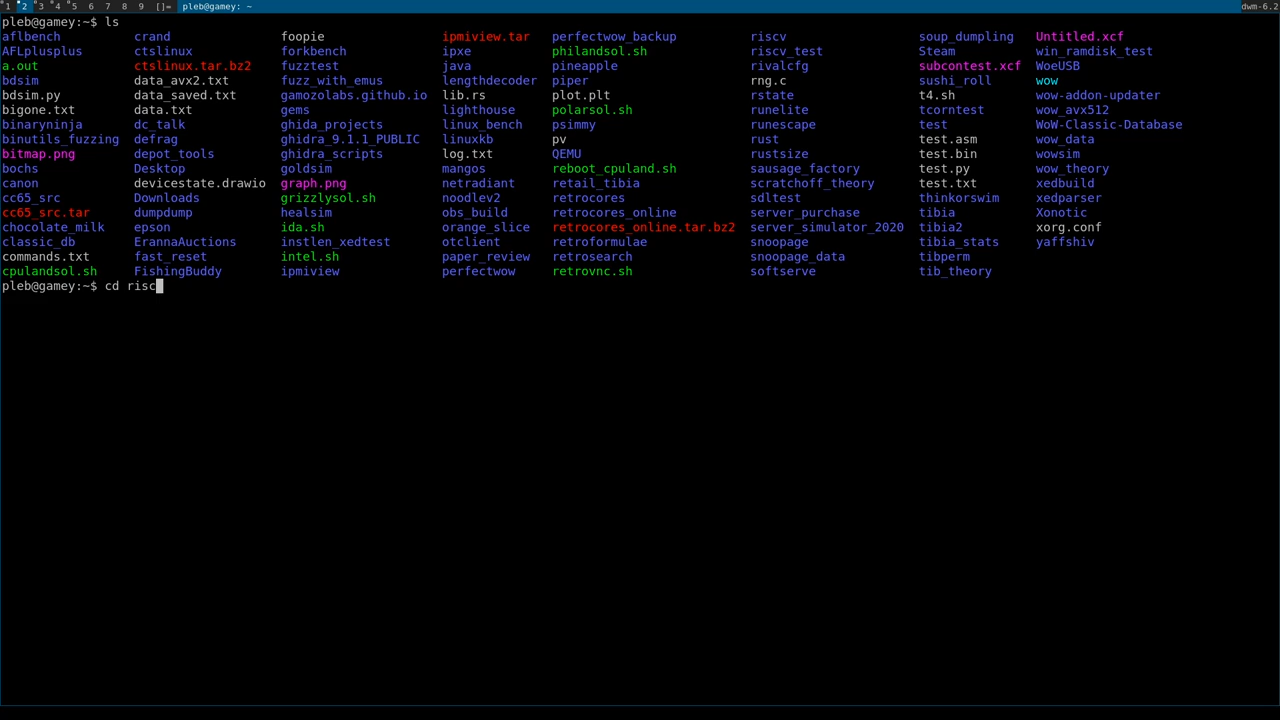 1 2 3 4 5 6 7 8 9 []= pleb@gamey: ~ dwm-6.2
pleb@gamey:~$ ls
aflbench crand foopie ipmiview.tar perfectwow_backup riscv soup_dumpling Untitled.xcf
AFLplusplus ctslinux forkbench ipxe philandsol.sh riscv_test Steam win_ramdisk_test
a.out ctslinux.tar.bz2 fuzztest java pineapple rivalcfg subcontest.xcf WoeUSB
bdsim data_avx2.txt fuzz_with_emus lengthdecoder piper rng.c sushi_roll wow
bdsim.py data_saved.txt gamozolabs.github.io lib.rs plot.plt rstate t4.sh wow-addon-updater
bigone.txt data.txt gems lighthouse polarsol.sh runelite tcorntest wow_avx512
binaryninja dc_talk ghida_projects linux_bench psimmy runescape test WoW-Classic-Database
binutils_fuzzing defrag ghidra_9.1.1_PUBLIC linuxkb pv rust test.asm wow_data
bitmap.png depot_tools ghidra_scripts log.txt QEMU rustsize test.bin wowsim
bochs Desktop goldsim mangos reboot_cpuland.sh sausage_factory test.py wow_theory
canon devicestate.drawio graph.png netradiant retail_tibia scratchoff_theory test.txt xedbuild
cc65_src Downloads grizzlysol.sh noodlev2 retrocores sdltest thinkorswim xedparser
cc65_src.tar dumpdump healsim obs_build retrocores_online server_purchase tibia Xonotic
chocolate_milk epson ida.sh orange_slice retrocores_online.tar.bz2 server_simulator_2020 tibia2 xorg.conf
classic_db ErannaAuctions instlen_xedtest otclient retroformulae snoopage tibia_stats yaffshiv
commands.txt fast_reset intel.sh paper_review retrosearch snoopage_data tibperm
cpulandsol.sh FishingBuddy ipmiview perfectwow retrovnc.sh softserve tib_theory
pleb@gamey:~$ cd risc